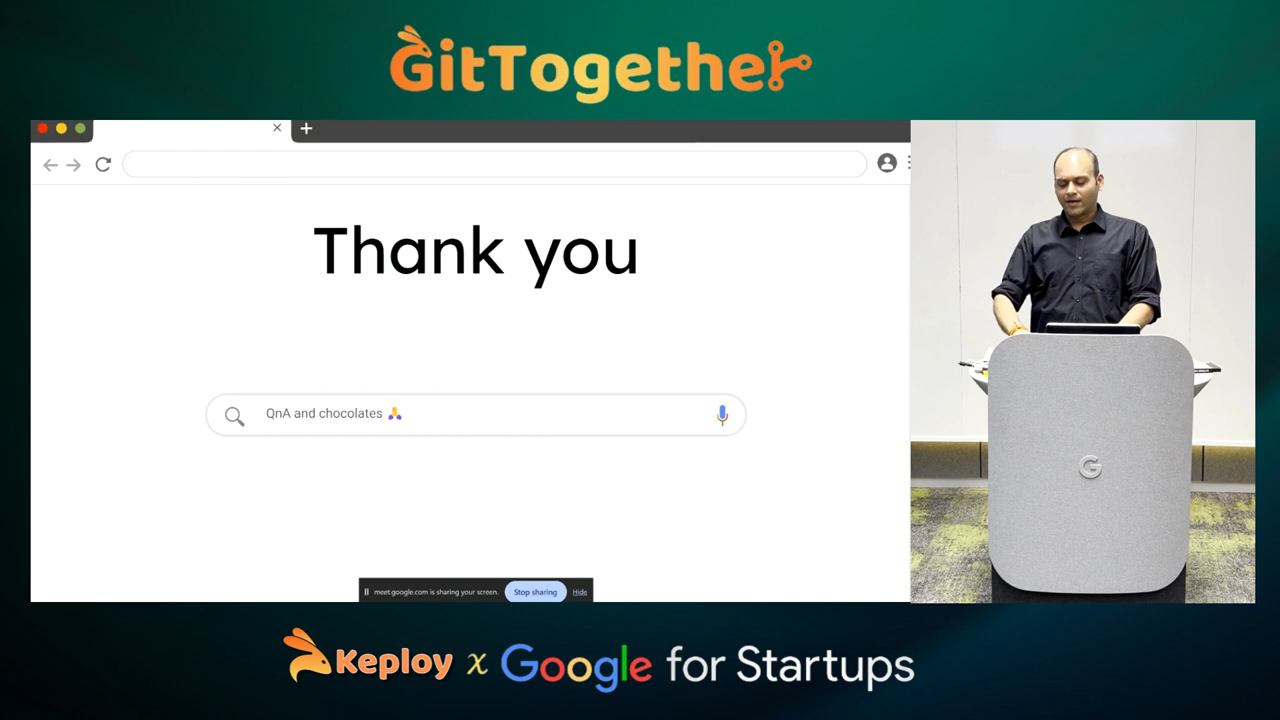 GitTogether
Thank you
QnA and chocolates 🙏
meet.google.com is sharing your screen.
Stop sharing
Hide
G
Keploy x Google for Startups